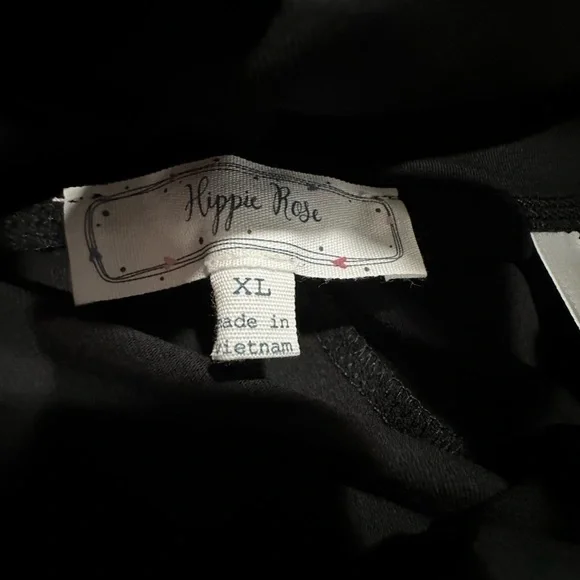 Hippie Rose
XL
ade in
ietnam